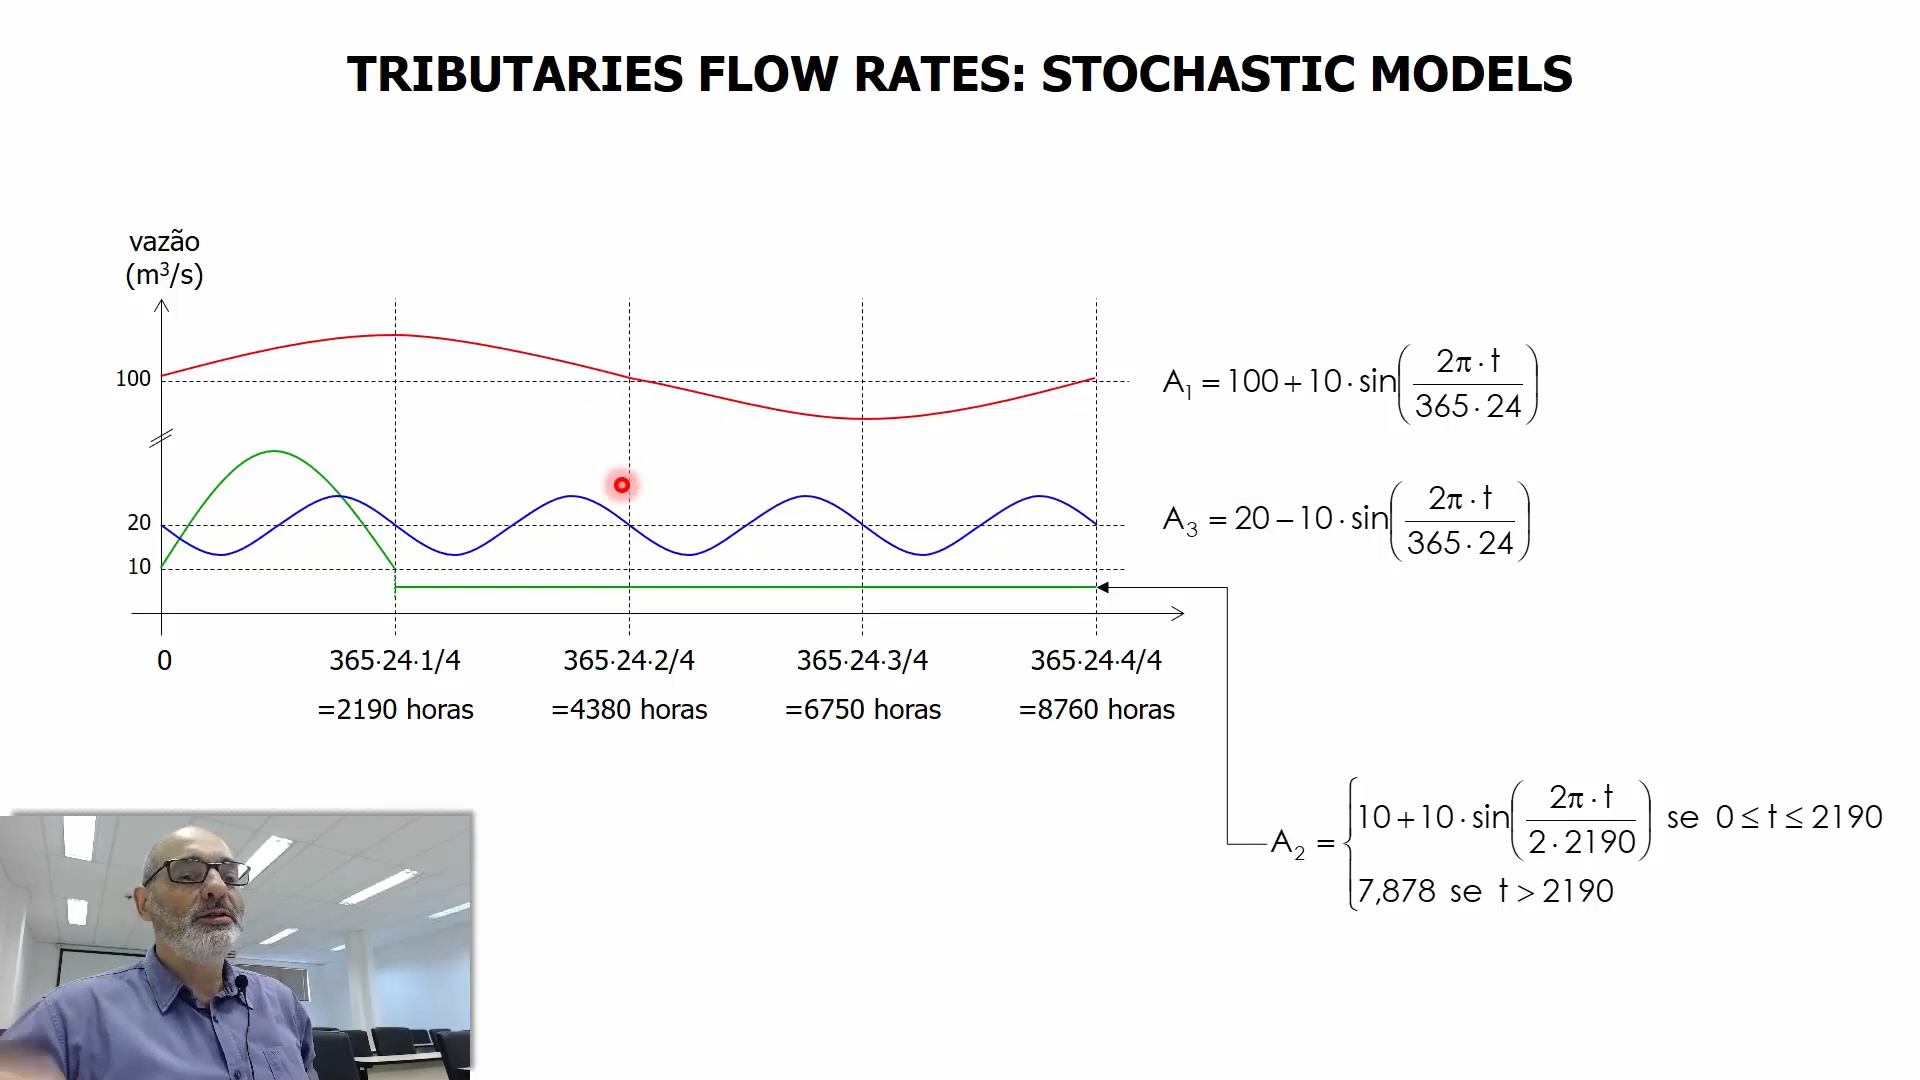 TRIBUTARIES FLOW RATES: STOCHASTIC MODELS
vazão
(m³/s)
100
20
10
0
365·24·1/4
=2190 horas
365·24·2/4
=4380 horas
365·24·3/4
=6750 horas
365·24·4/4
=8760 horas
A₁ = 100 + 10 · sin(2π · t / 365 · 24)
A₃ = 20 − 10 · sin(2π · t / 365 · 24)
A₂ = { 10 + 10 · sin(2π · t / 2 · 2190) se 0 ≤ t ≤ 2190
7,878 se t > 2190